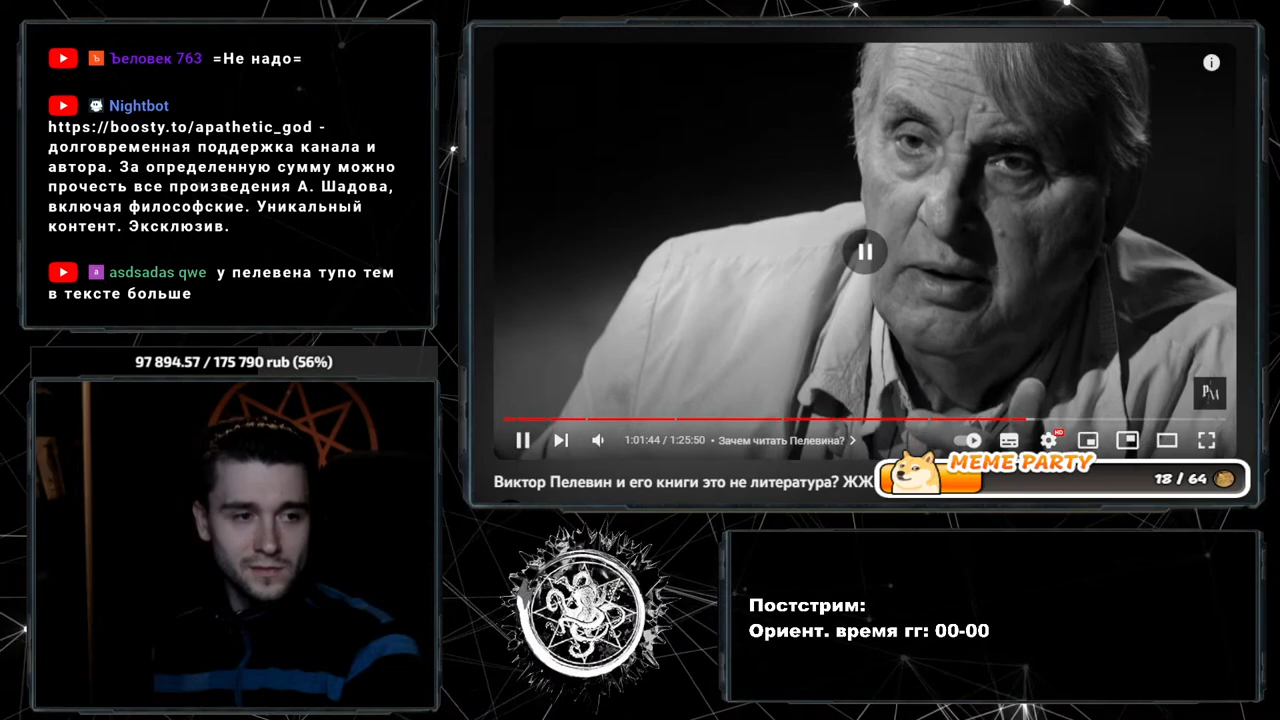 Ъеловек 763 =Не надо=
Nightbot
https://boosty.to/apathetic_god -
долговременная поддержка канала и
автора. За определенную сумму можно
прочесть все произведения А. Шадова,
включая философские. Уникальный
контент. Эксклюзив.
asdsadas qwe у пелевена тупо тем
в тексте больше
97 894.57 / 175 790 rub (56%)
1:01:44 / 1:25:50 • Зачем читать Пелевина?
HD
MEME PARTY
18 / 64
Виктор Пелевин и его книги это не литература? ЖЖ
Постстрим:
Ориент. время гг: 00-00